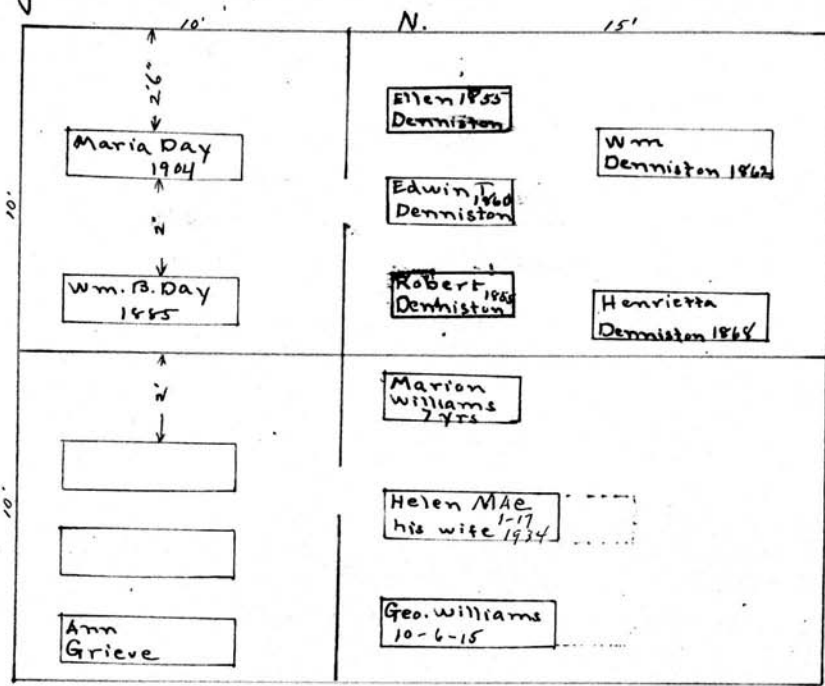 10'
N.
15'
2'6"
10'
Maria Day
1904
2'
Wm. B. Day
1885
Ellen 1855
Denniston
Edwin T
1860
Denniston
Robert
1855
Denniston
Wm
Denniston 1862
Henrietta
Denniston 1868
10'
2'
Ann
Grieve
Marion
Williams
7 yrs
Helen MAe
his wife 1-17
1934
Geo. Williams
10-6-15